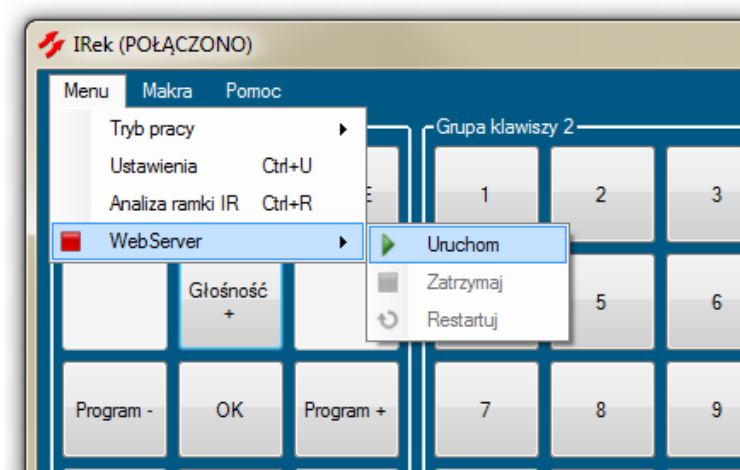 IRek (POŁĄCZONO)
Menu Makra Pomoc
Tryb pracy
Ustawienia Ctrl+U
Analiza ramki IR Ctrl+R
WebServer
Uruchom
Zatrzymaj
Restartuj
Grupa klawiszy 2
1 2 3
Głośność
+
5 6
Program - OK Program + 7 8 9